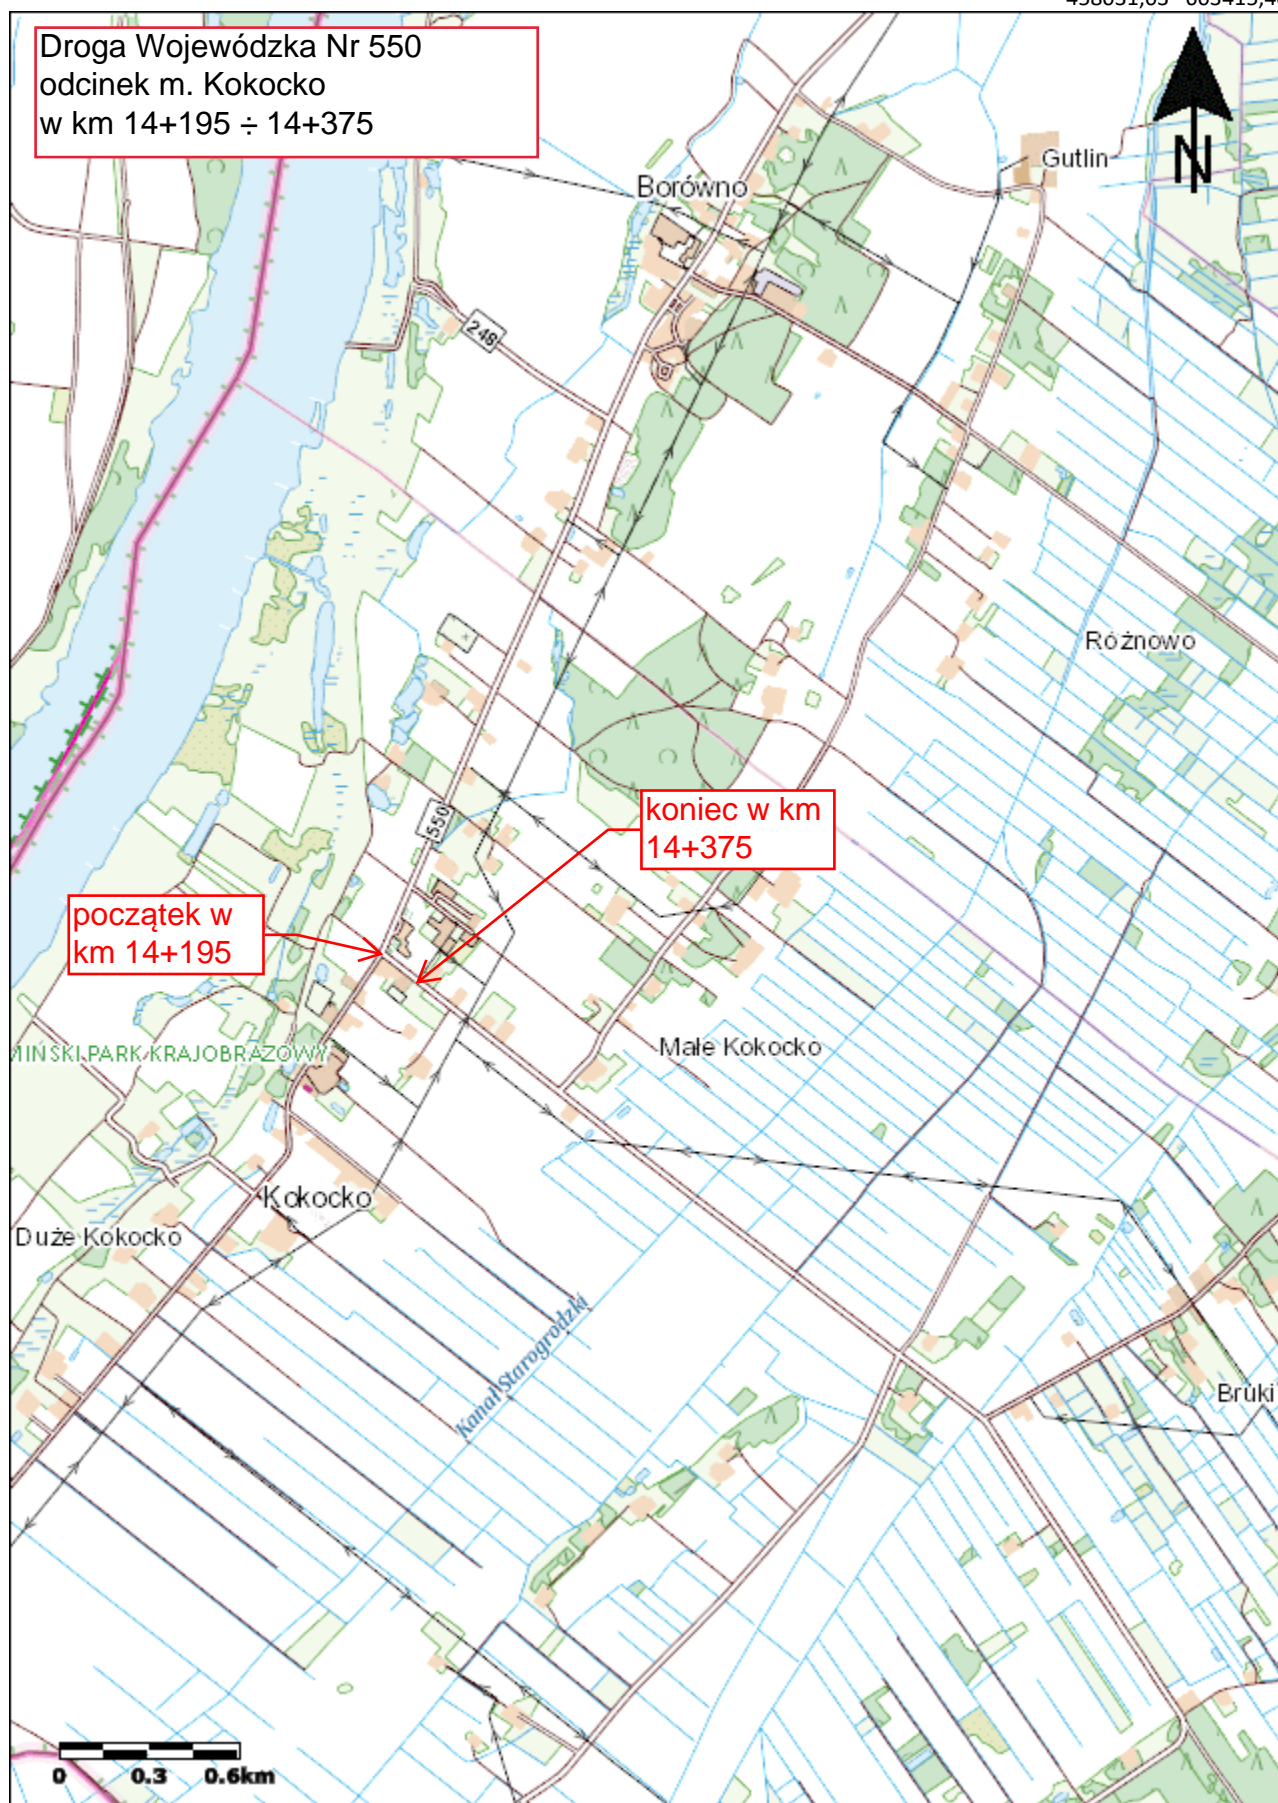 Droga Wojewódzka Nr 550
odcinek m. Kokocko
w km 14+195 ÷ 14+375
N
Gutlin
Borówno
248
Różnowo
550
koniec w km
14+375
początek w
km 14+195
Małe Kokocko
MIŃSKI PARK KRAJOBRAZOWY
Kokocko
Duże Kokocko
Kanał Starogrodzki
Bruki
0 0.3 0.6km